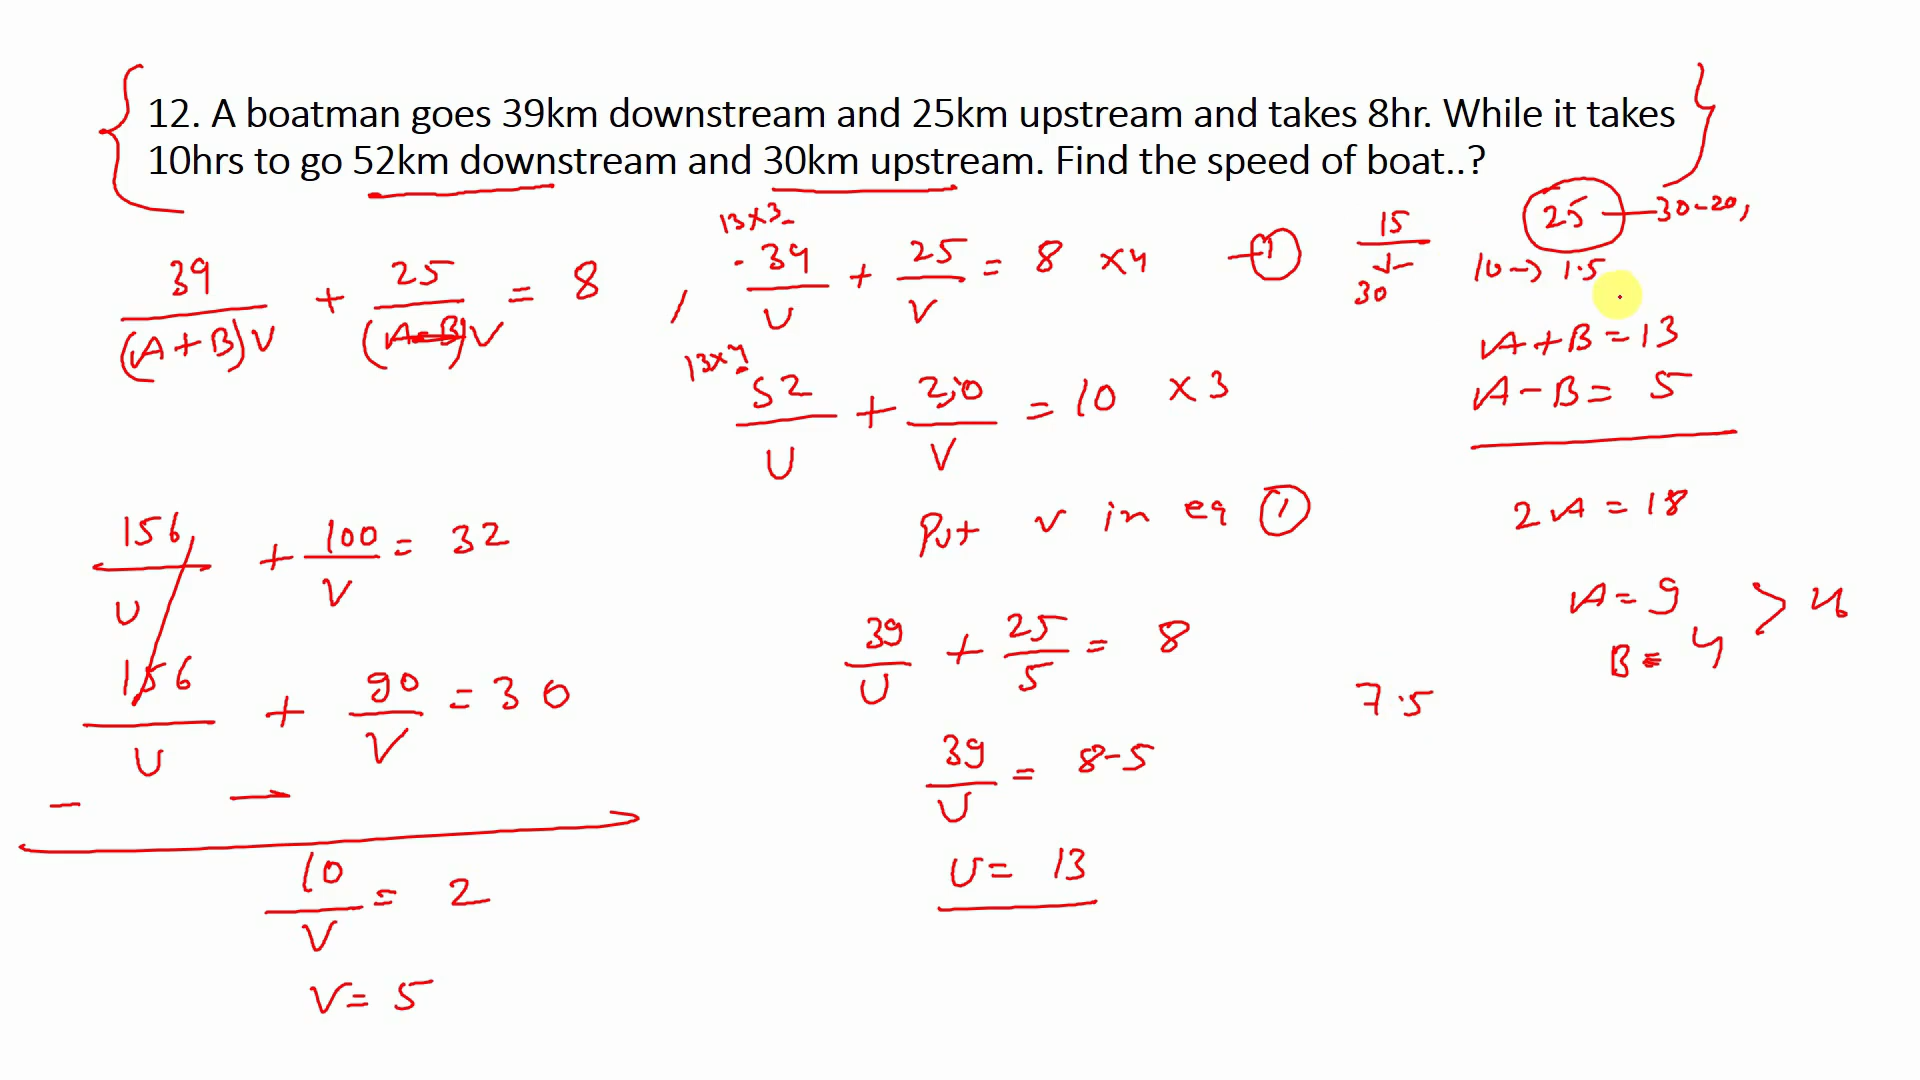 12. A boatman goes 39km downstream and 25km upstream and takes 8hr. While it takes
10hrs to go 52km downstream and 30km upstream. Find the speed of boat..?
39/(A+B)U + 25/(A-B)V = 8 ,
13×3
39/U + 25/V = 8 ×4 —①
13×4
52/U + 30/V = 10 ×3
15
30
25 — 30-20,
10→1.5
A+B=13
A-B= 5
2A=18
A=9
B=4
156/U + 100/V = 32
156/U + 90/V = 30
- -
10/V = 2
V= 5
Put V in eq ①
39/U + 25/5 = 8
39/U = 8-5
U= 13
7.5